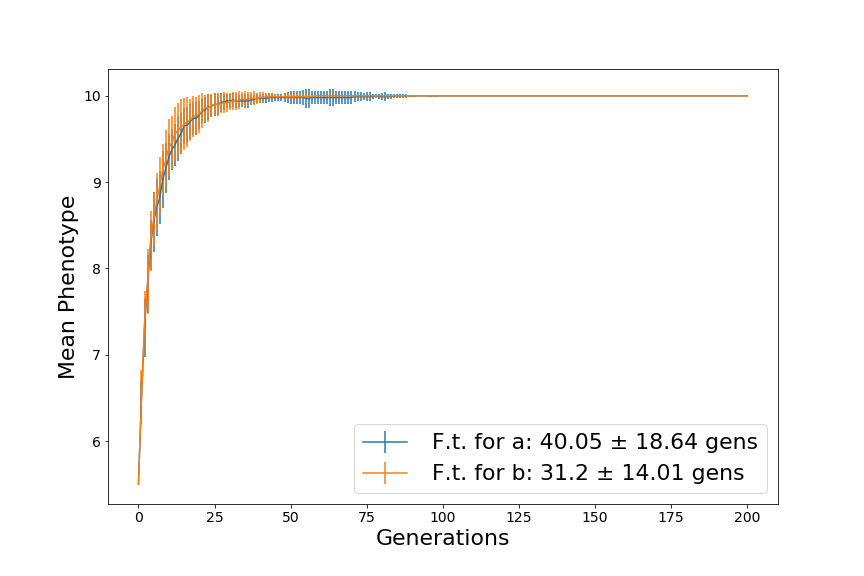 10
9
8
7
6
Mean Phenotype
F.t. for a: 40.05 ± 18.64 gens
F.t. for b: 31.2 ± 14.01 gens
0 25 50 75 100 125 150 175 200
Generations